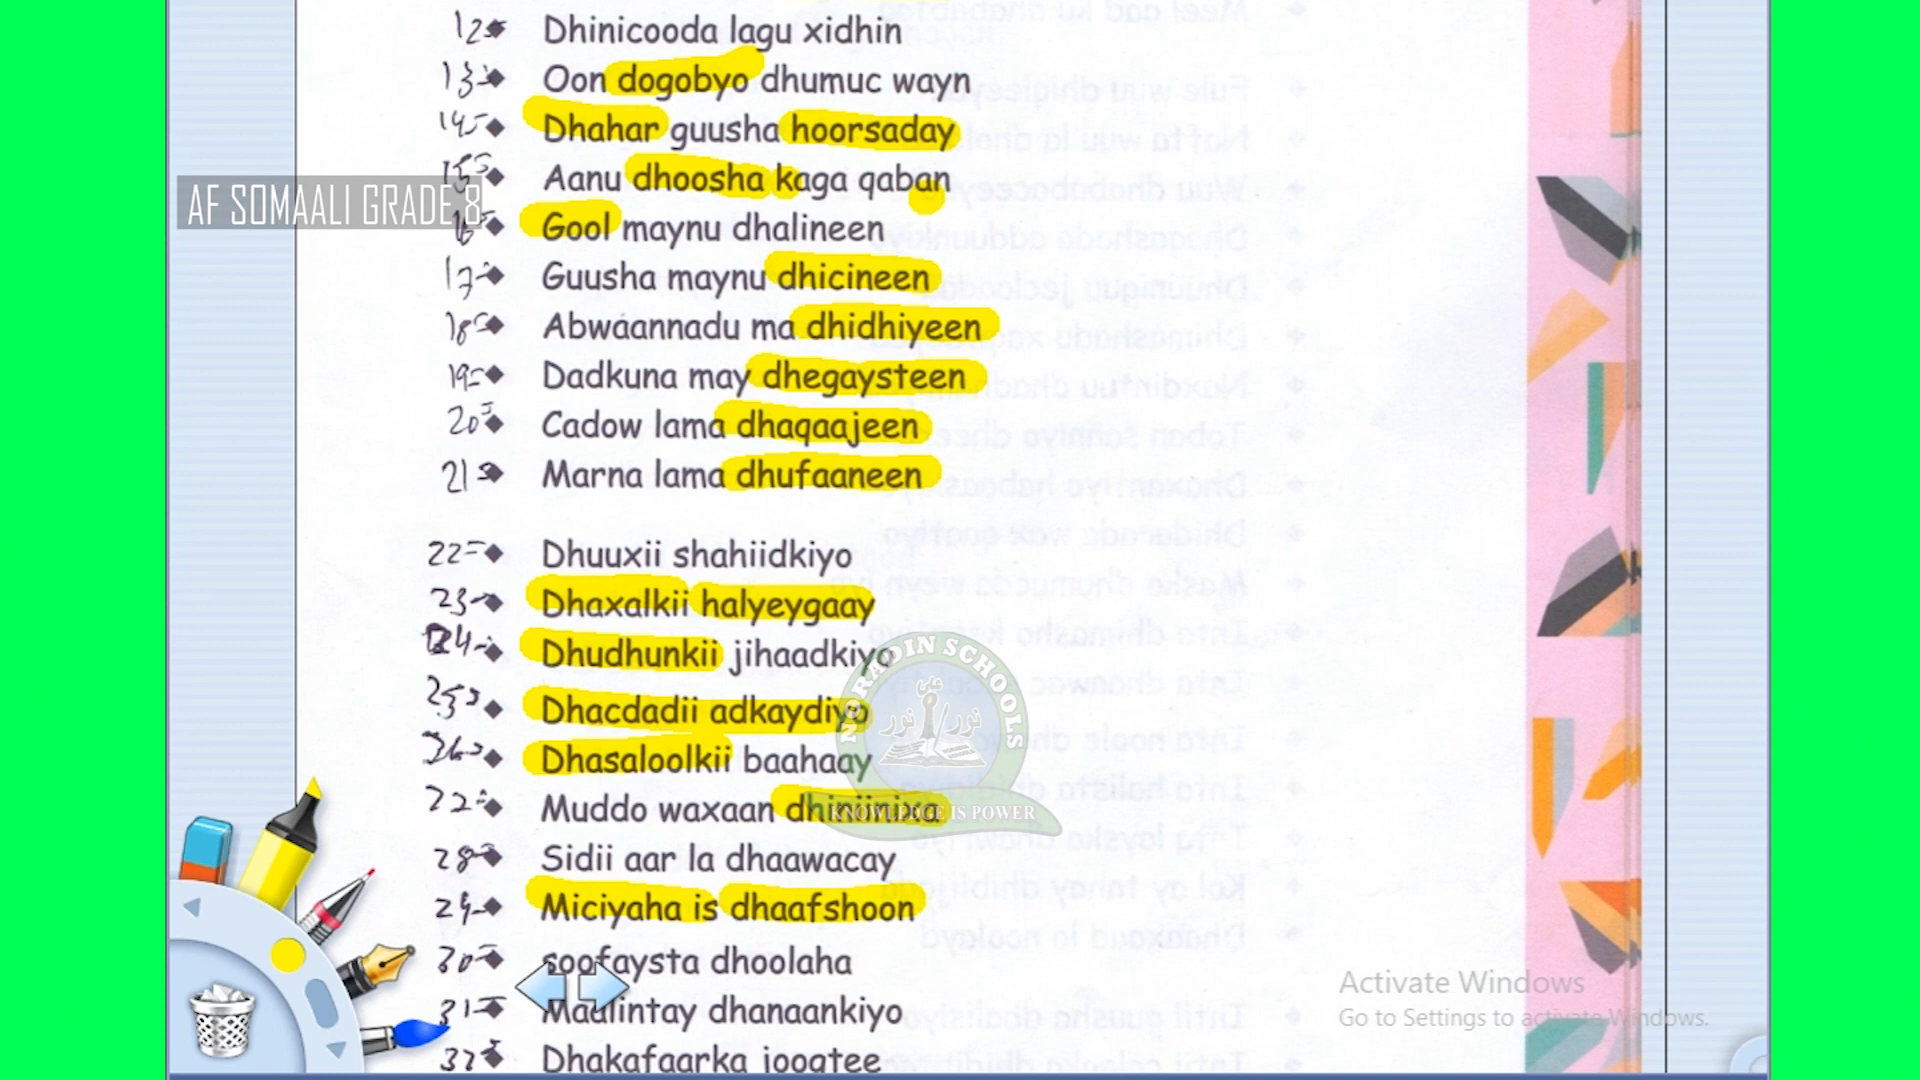 12 Dhinicooda lagu xidhin
13 Oon dogobyo dhumuc wayn
14 Dhahar guusha hoorsaday
15 Aanu dhoosha kaga qaban
AF SOMAALI GRADE 8
16 Gool maynu dhalineen
17 Guusha maynu dhicineen
18 Abwaannadu ma dhidhiyeen
19 Dadkuna may dhegaysteen
20 Cadow lama dhaqaajeen
21 Marna lama dhufaaneen
22 Dhuuxii shahiidkiyo
23 Dhaxalkii halyeygaay
24 Dhudhunkii jihaadkiyo
25 Dhacdadii adkaydiyo
26 Dhasaloolkii baahaay
NORADIN SCHOOLS
KNOWLEDGE IS POWER
22 Muddo waxaan
28 Sidii aar la dhaawacay
29 Miciyaha is dhaafshoon
30 soofaysta dhoolaha
31 Maalintay dhanaankiyo
32 Dhakafaarka joogtee
Activate Windows
Go to Settings to activate Windows.